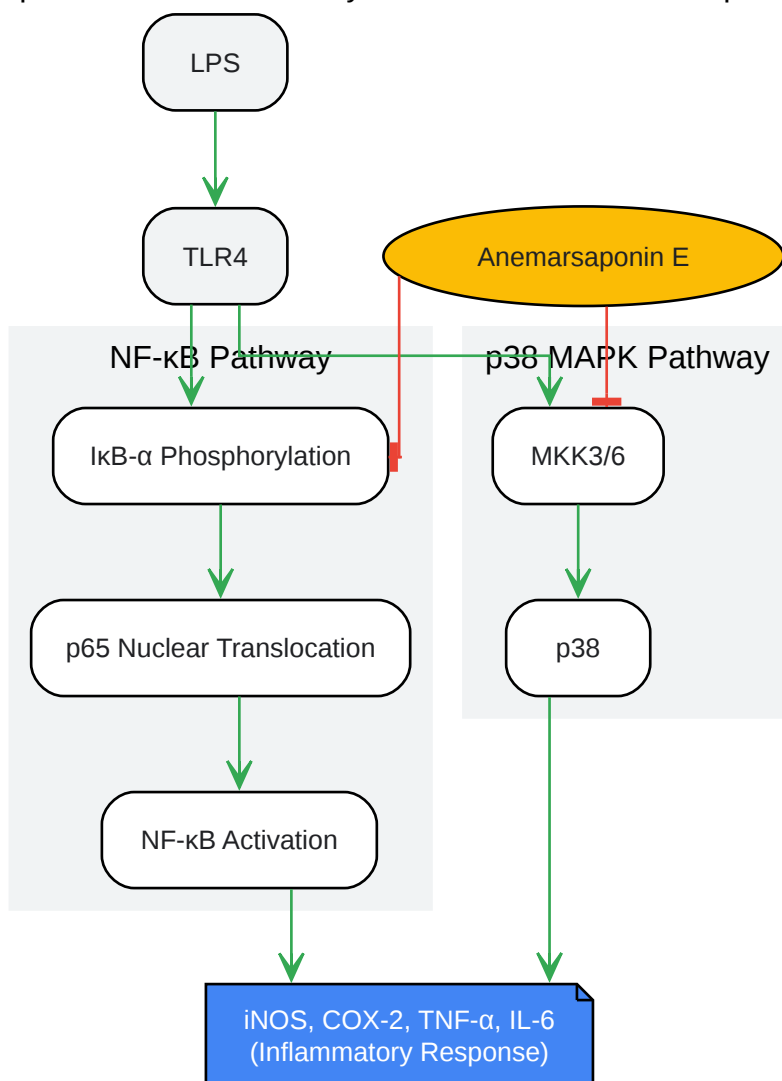 LPS
TLR4
Anemarsaponin E
NF-κB Pathway
p38 MAPK Pathway
IκB-α Phosphorylation
MKK3/6
p65 Nuclear Translocation
p38
NF-κB Activation
iNOS, COX-2, TNF-α, IL-6
(Inflammatory Response)